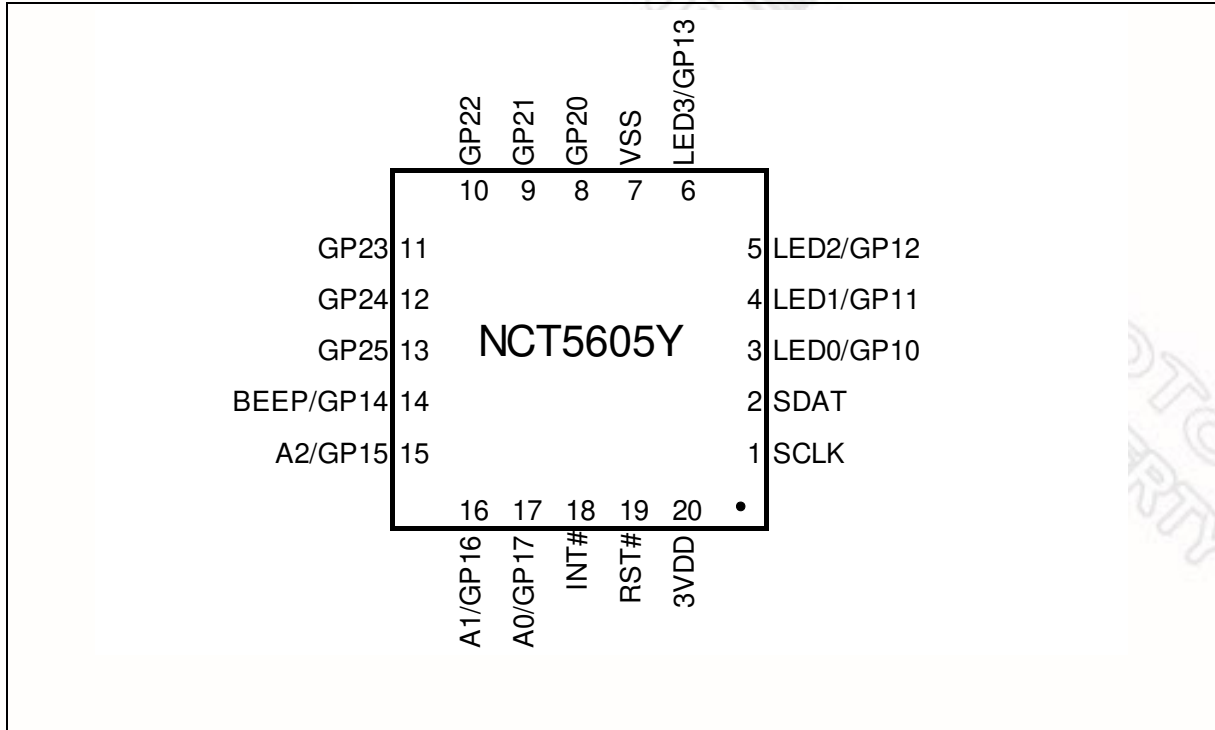 GP22 GP21 GP20 VSS LED3/GP13
10 9 8 7 6
GP23 11 5 LED2/GP12
GP24 12 4 LED1/GP11
GP25 13 NCT5605Y 3 LED0/GP10
BEEP/GP14 14 2 SDAT
A2/GP15 15 1 SCLK
16 17 18 19 20
A1/GP16 A0/GP17 INT# RST# 3VDD